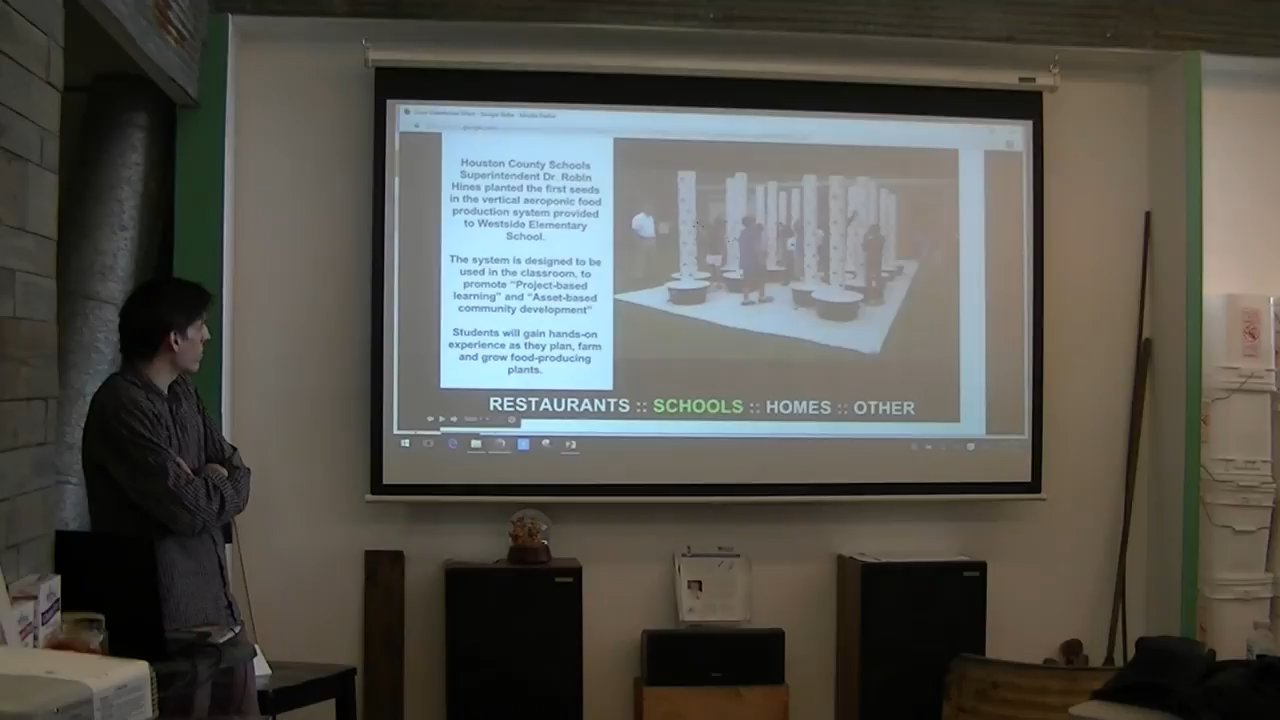 Houston County Schools
Superintendent Dr. Robin
Hines planted the first seeds
in the vertical aeroponic food
production system provided
to Westside Elementary
School.
The system is designed to be
used in the classroom, to
promote “Project-based
learning” and “Asset-based
community development”
Students will gain hands-on
experience as they plan, farm
and grow food-producing
plants.
RESTAURANTS :: SCHOOLS :: HOMES :: OTHER